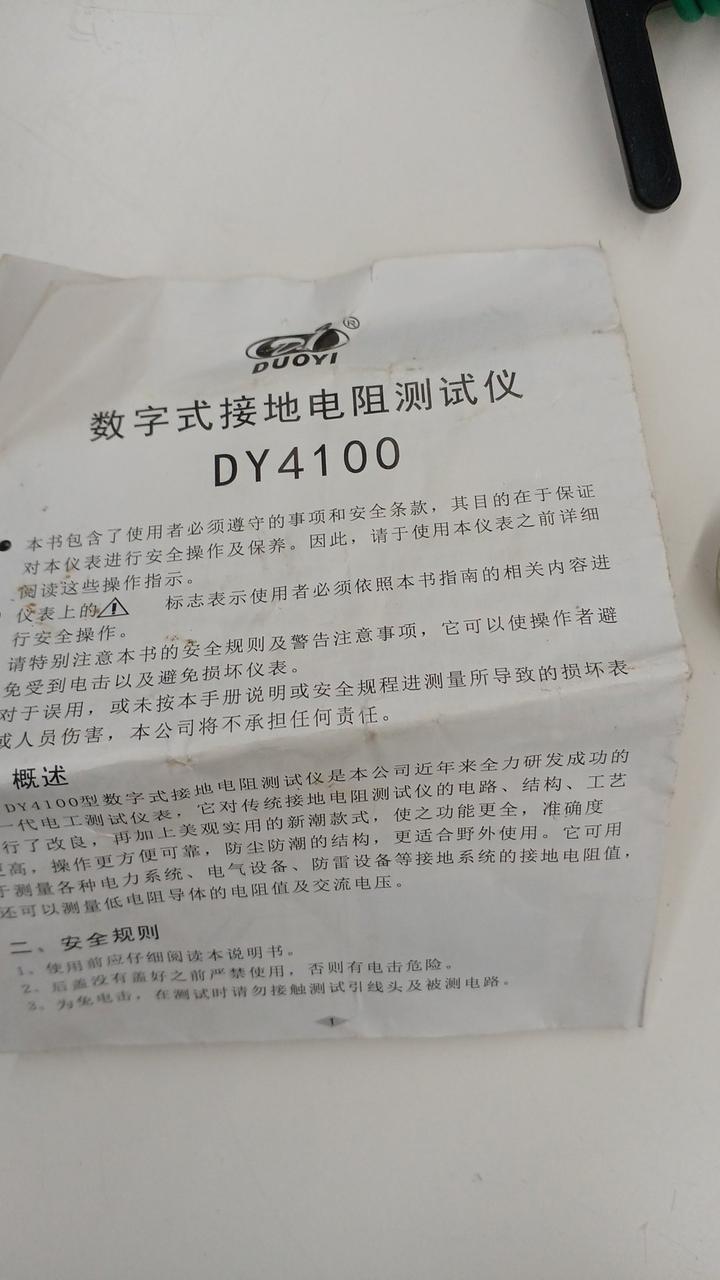 DUOYI ®
数字式接地电阻测试仪
DY4100
本书包含了使用者必须遵守的事项和安全条款，其目的在于保证
对本仪表进行安全操作及保养。因此，请于使用本仪表之前详细
阅读这些操作指示。
仪表上的 标志表示使用者必须依照本书指南的相关内容进
行安全操作。
请特别注意本书的安全规则及警告注意事项，它可以使操作者避
免受到电击以及避免损坏仪表。
对于误用，或未按本手册说明或安全规程进测量所导致的损坏表
或人员伤害，本公司将不承担任何责任。
概述
DY4100型数字式接地电阻测试仪是本公司近年来全力研发成功的
一代电工测试仪表，它对传统接地电阻测试仪的电路、结构、工艺
行了改良，再加上美观实用的新潮款式，使之功能更全，准确度
更高，操作更方便可靠，防尘防潮的结构，更适合野外使用。它可用
于测量各种电力系统、电气设备、防雷设备等接地系统的接地电阻值，
还可以测量低电阻导体的电阻值及交流电压。
二、安全规则
1、使用前应仔细阅读本说明书。
2、后盖没有盖好之前严禁使用，否则有电击危险。
3、为免电击，在测试时请勿接触测试引线头及被测电路。
1